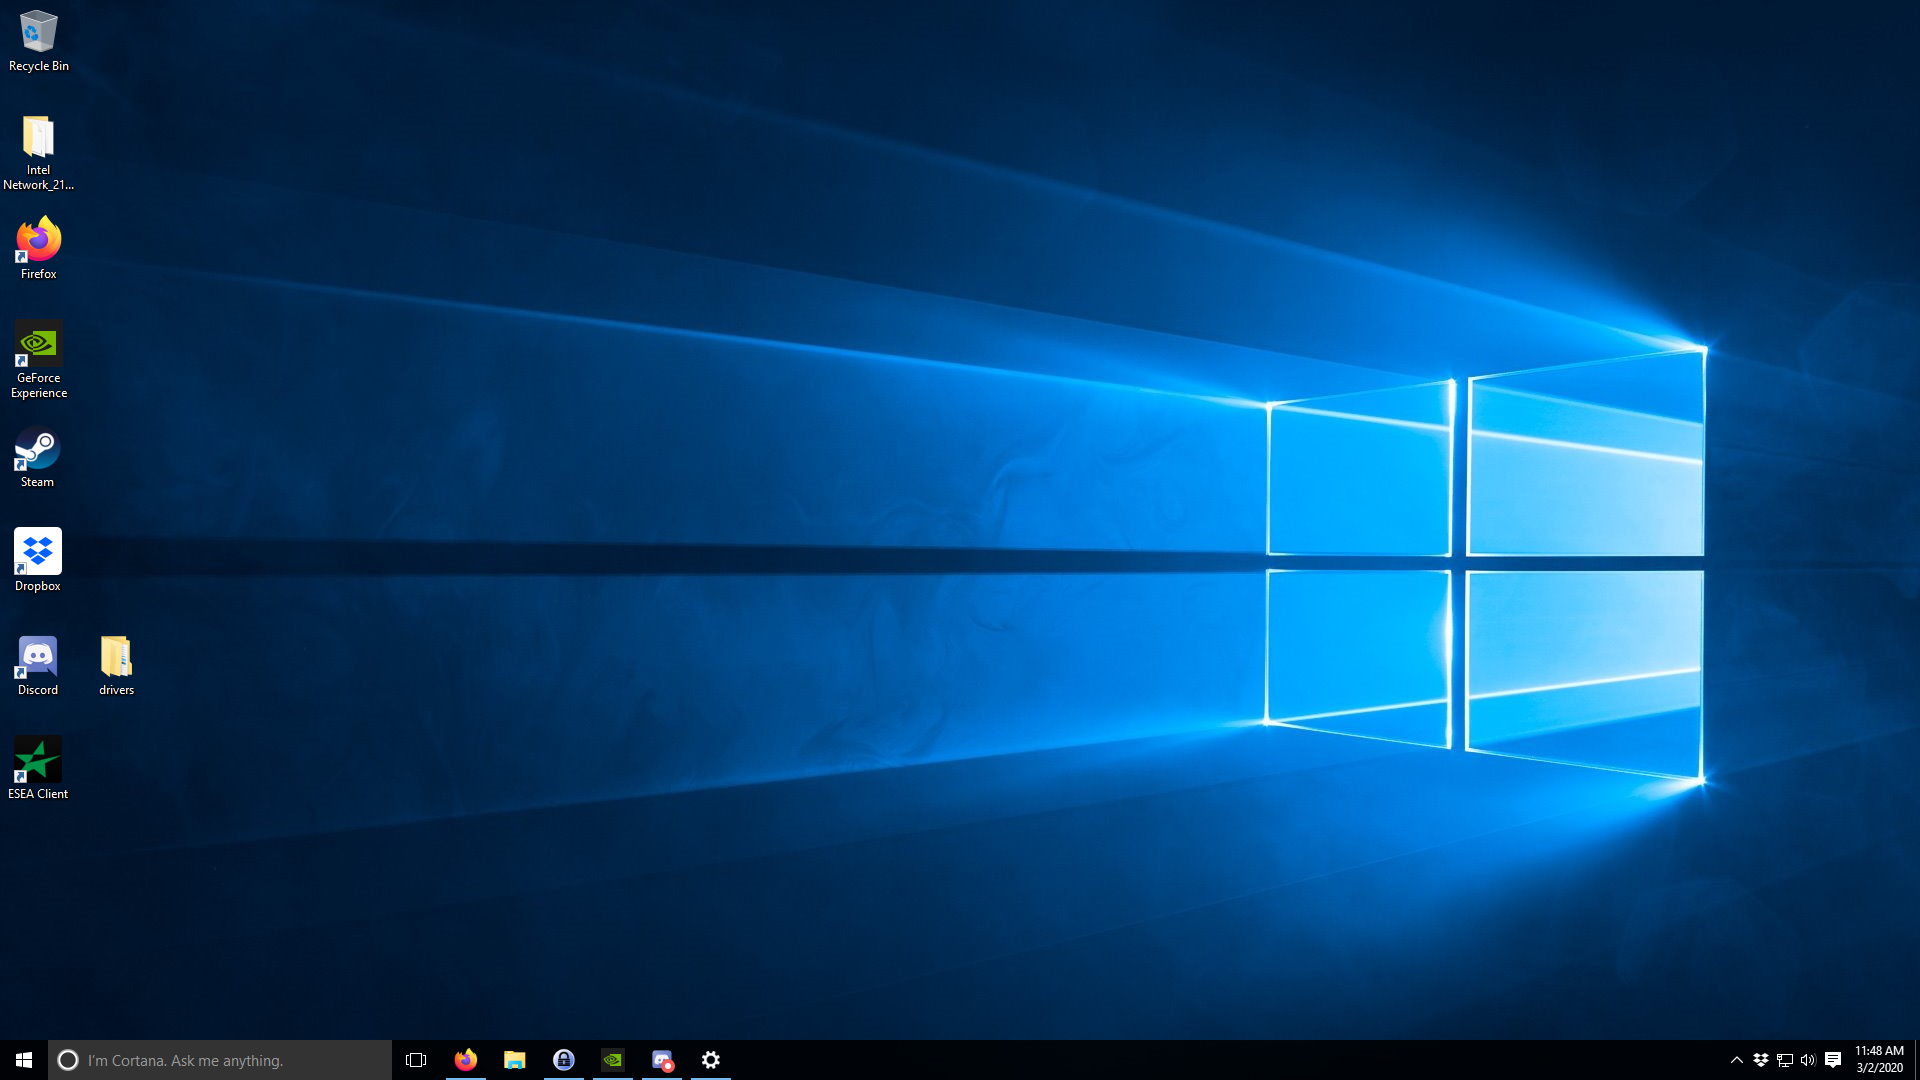 Recycle Bin
Intel
Network_21...
Firefox
GeForce
Experience
Steam
Dropbox
Discord
drivers
ESEA Client
I'm Cortana. Ask me anything.
11:48 AM
3/2/2020